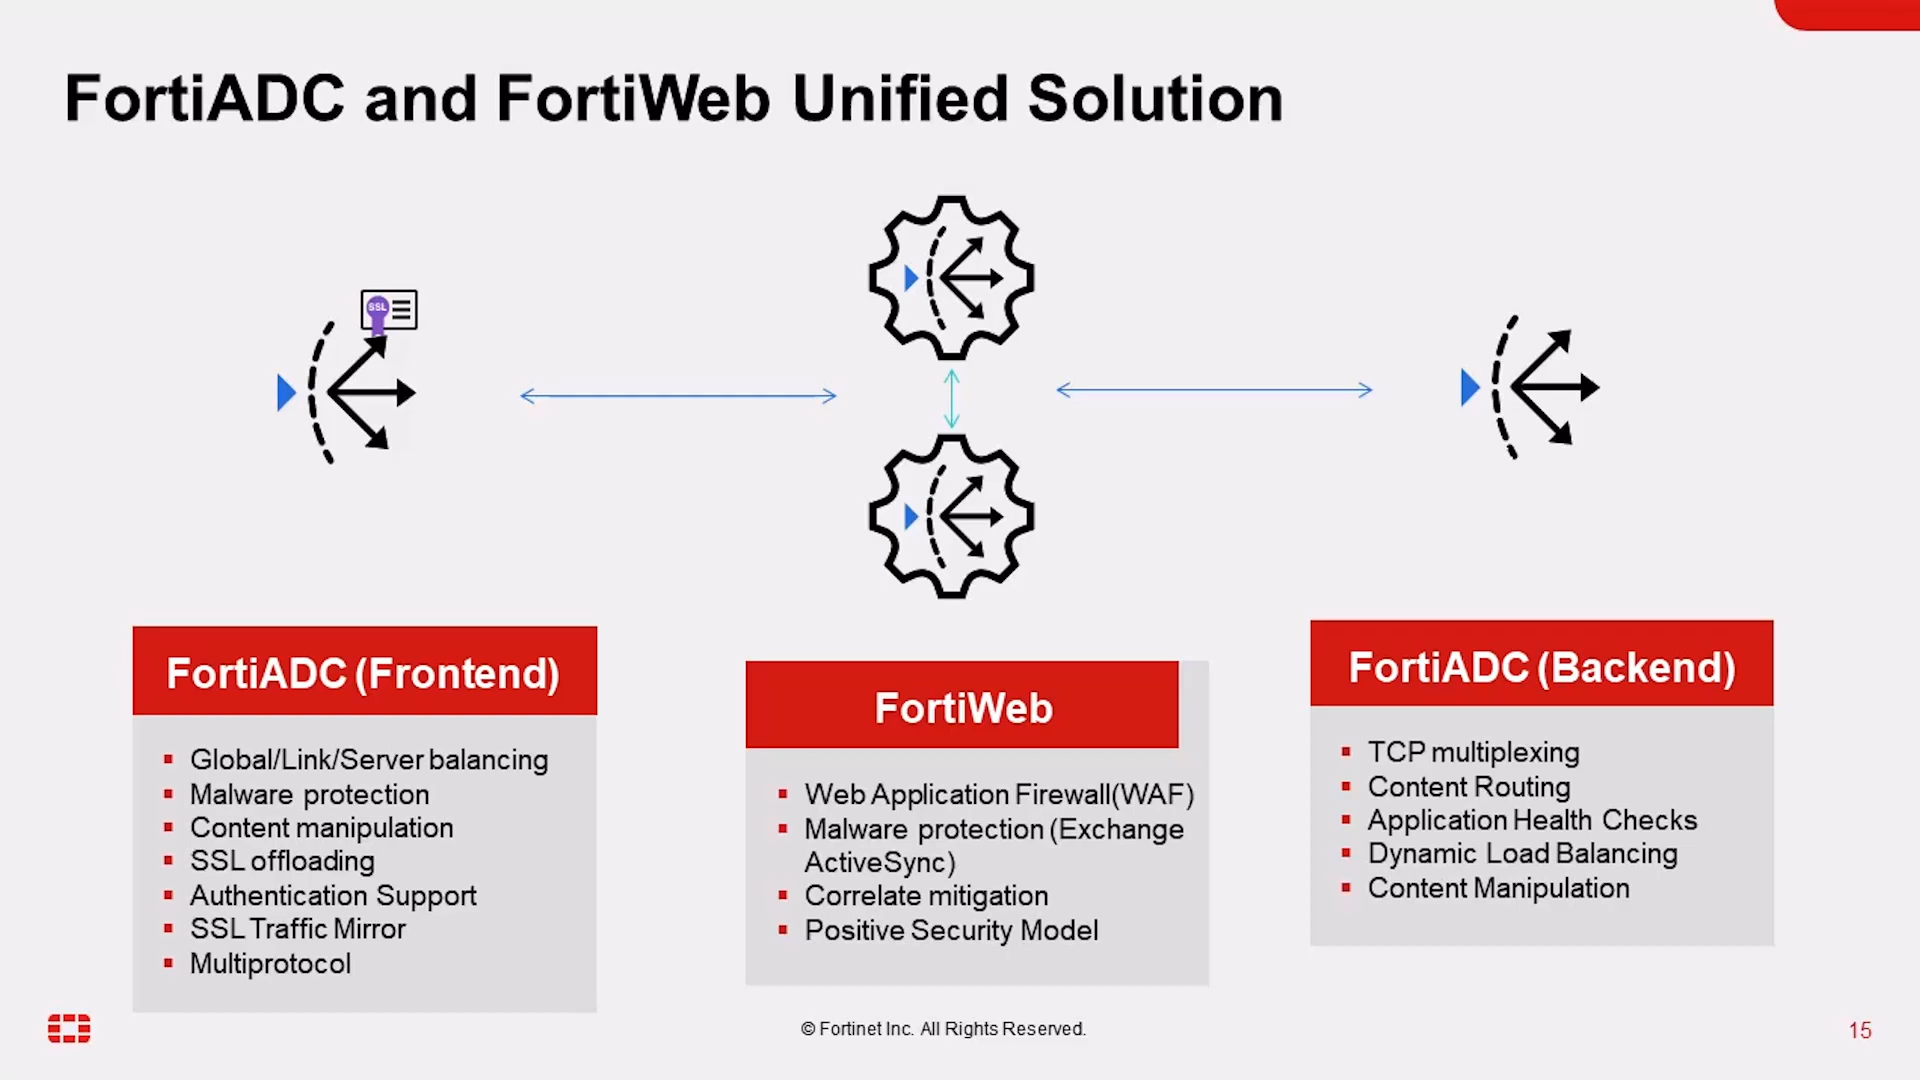 FortiADC and FortiWeb Unified Solution
SSL
FortiADC (Frontend)
Global/Link/Server balancing
Malware protection
Content manipulation
SSL offloading
Authentication Support
SSL Traffic Mirror
Multiprotocol
FortiWeb
Web Application Firewall(WAF)
Malware protection (Exchange
ActiveSync)
Correlate mitigation
Positive Security Model
FortiADC (Backend)
TCP multiplexing
Content Routing
Application Health Checks
Dynamic Load Balancing
Content Manipulation
© Fortinet Inc. All Rights Reserved.
15